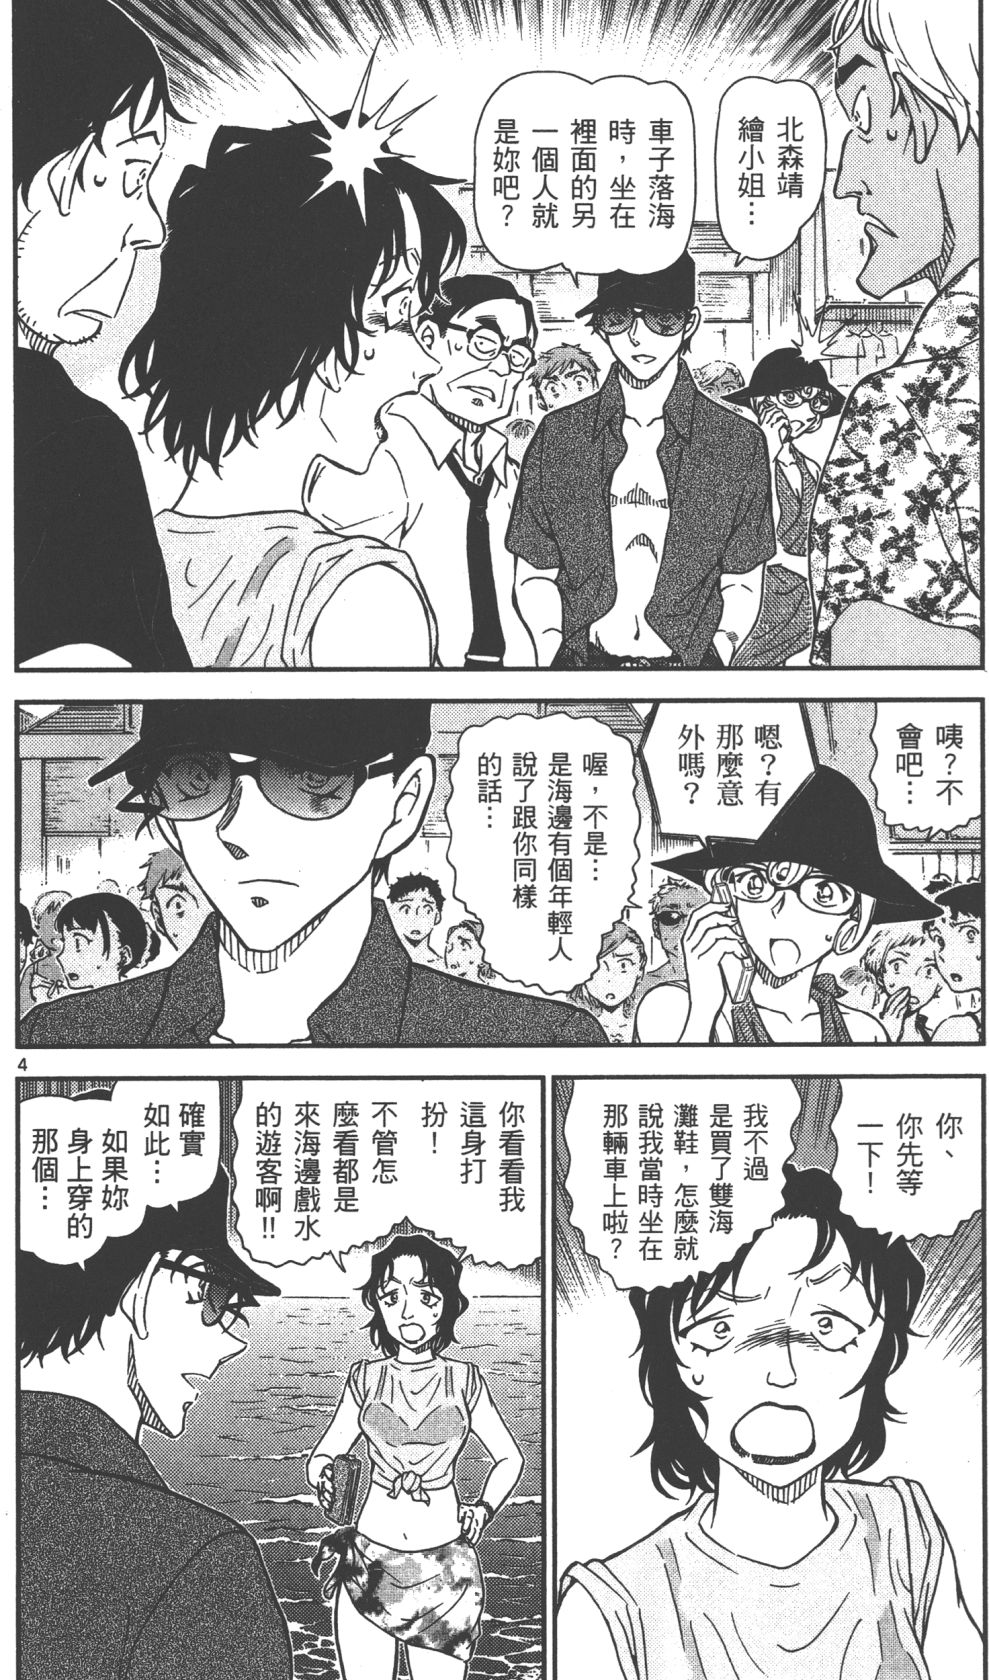 北森靖
繪小姐…
車子落海
時，坐在
裡面的另
一個人就
是妳吧？
咦？不
會吧…
嗯？有
那麼意
外嗎？
喔，不是…
是海邊有個年輕人
說了跟你同樣
的話…
4
你、
你先等
一下！
我不過
是買了雙海
灘鞋，怎麼就
說我當時坐在
那輛車上啦？
你看看我
這身打
扮！
不管怎
麼看都是
來海邊戲水
的遊客啊!!
確實
如此…
如果妳
身上穿的
那個…